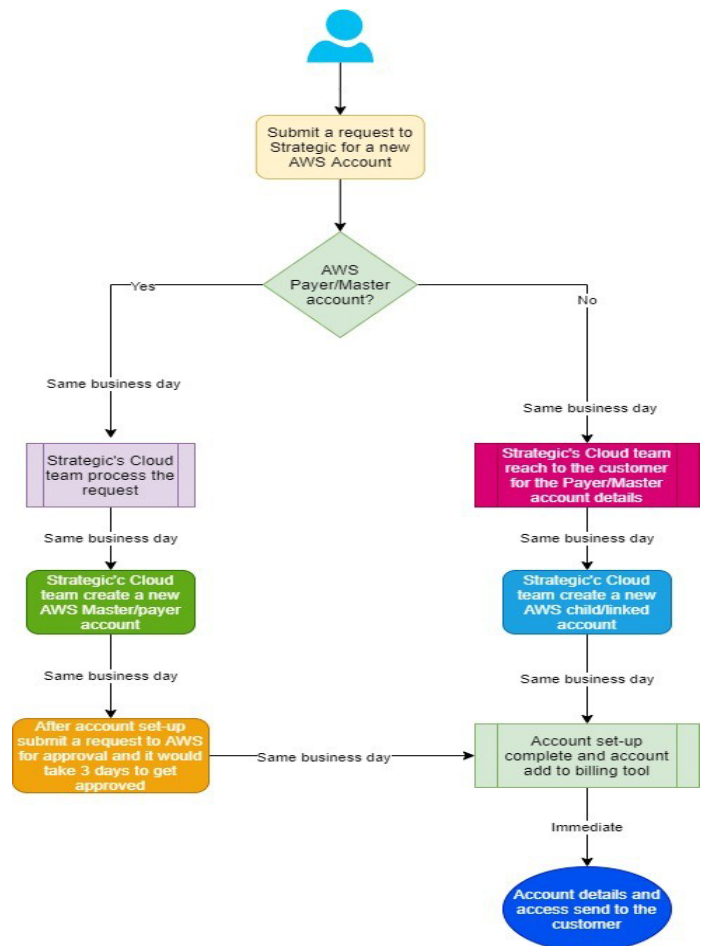 Submit a request to
Strategic for a new
AWS Account
AWS
Payer/Master
account?
Yes
No
Same business day
Same business day
Strategic's Cloud
team process the
request
Strategic's Cloud team
reach to the customer
for the Payer/Master
account details
Same business day
Same business day
Strategic'c Cloud
team create a new
AWS Master/payer
account
Strategic'c Cloud
team create a new
AWS child/linked
account
Same business day
Same business day
After account set-up
submit a request to AWS
for approval and it would
take 3 days to get
approved
Same business day
Account set-up
complete and account
add to billing tool
Immediate
Account details and
access send to the
customer